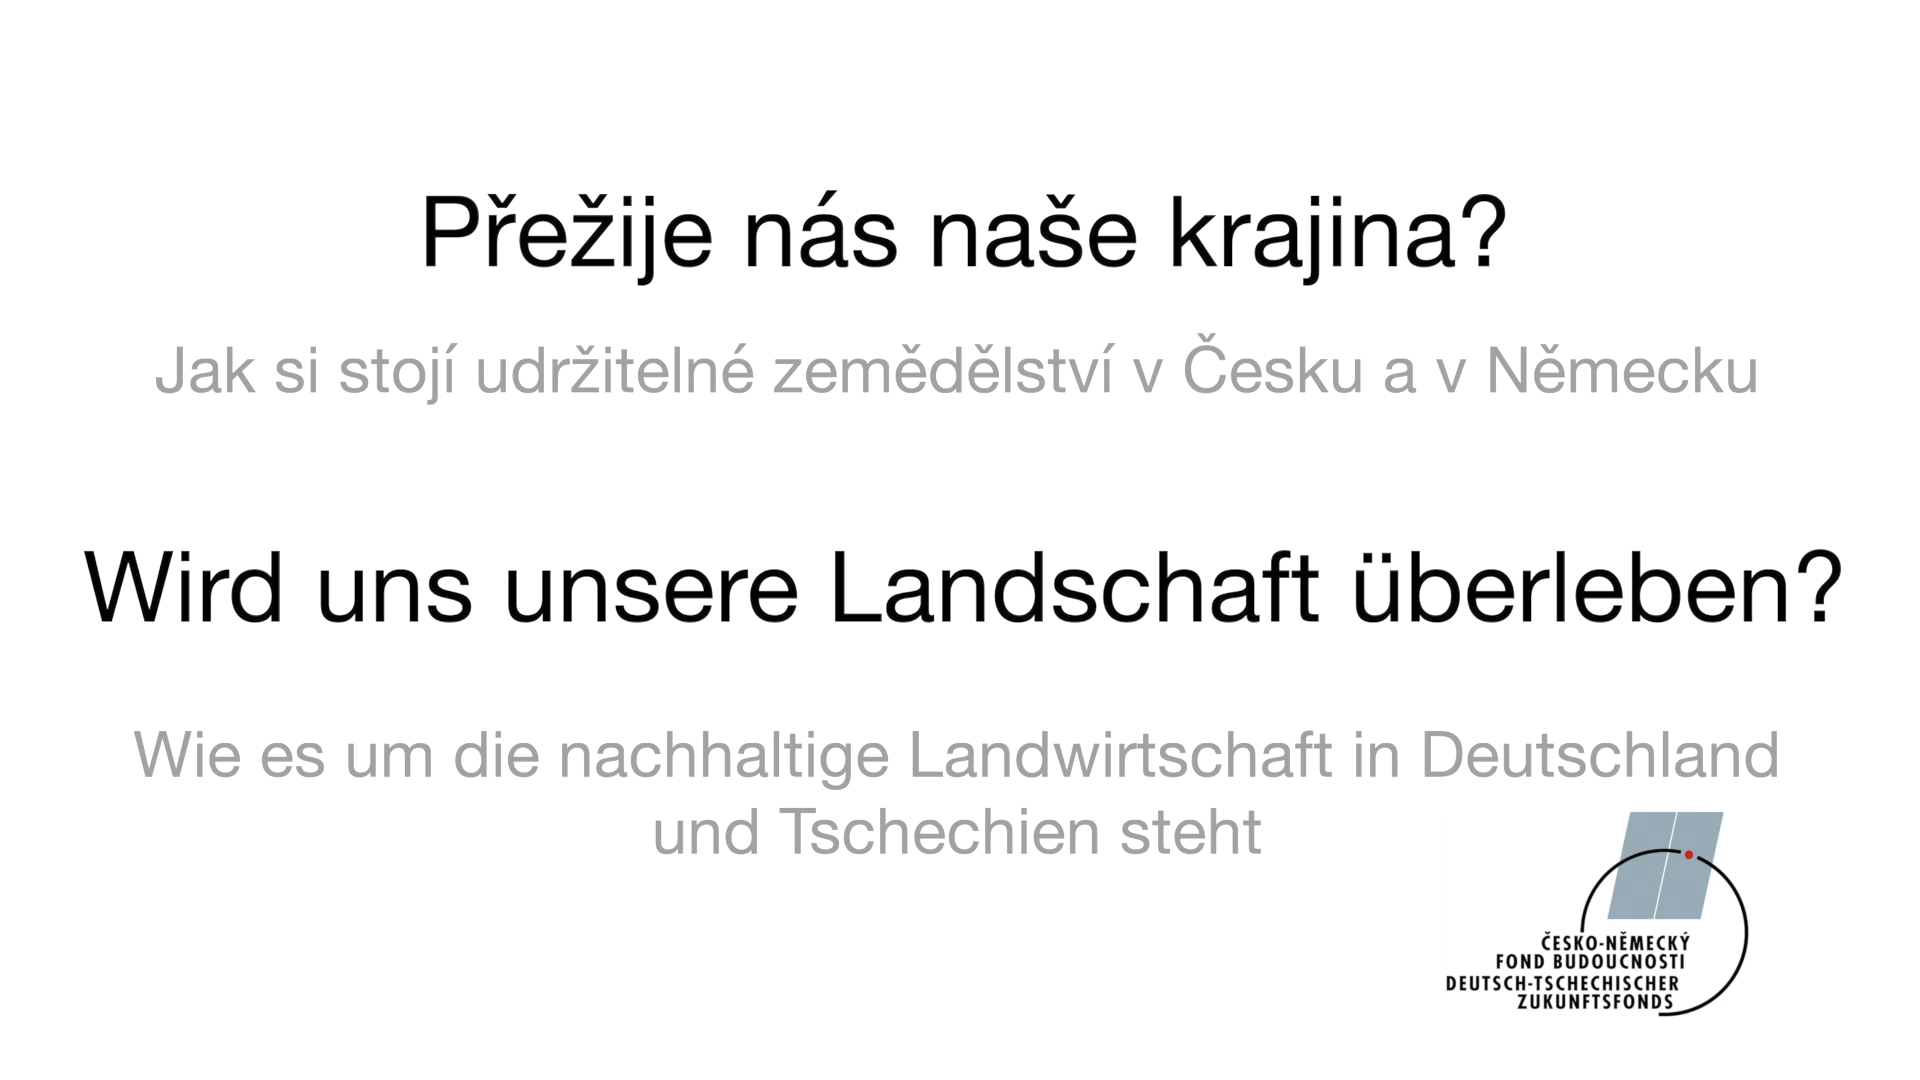 Přežije nás naše krajina?
Jak si stojí udržitelné zemědělství v Česku a v Německu
Wird uns unsere Landschaft überleben?
Wie es um die nachhaltige Landwirtschaft in Deutschland
und Tschechien steht
ČESKO-NĚMECKÝ
FOND BUDOUCNOSTI
DEUTSCH-TSCHECHISCHER
ZUKUNFTSFONDS